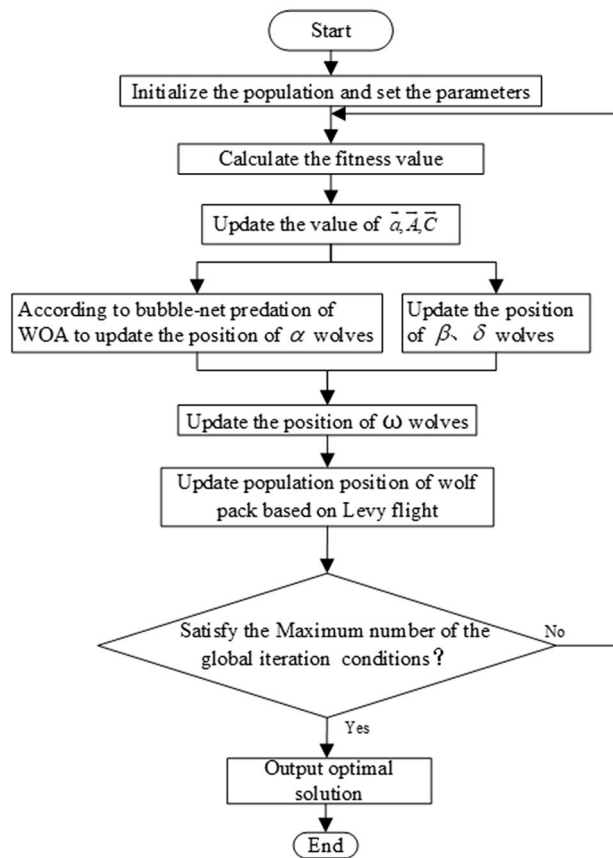 Start
Initialize the population and set the parameters
Calculate the fitness value
Update the value of a⃗,A⃗,C⃗
According to bubble-net predation of
WOA to update the position of α wolves
Update the position
of β、δ wolves
Update the position of ω wolves
Update population position of wolf
pack based on Levy flight
Satisfy the Maximum number of the
global iteration conditions?
No
Yes
Output optimal
solution
End